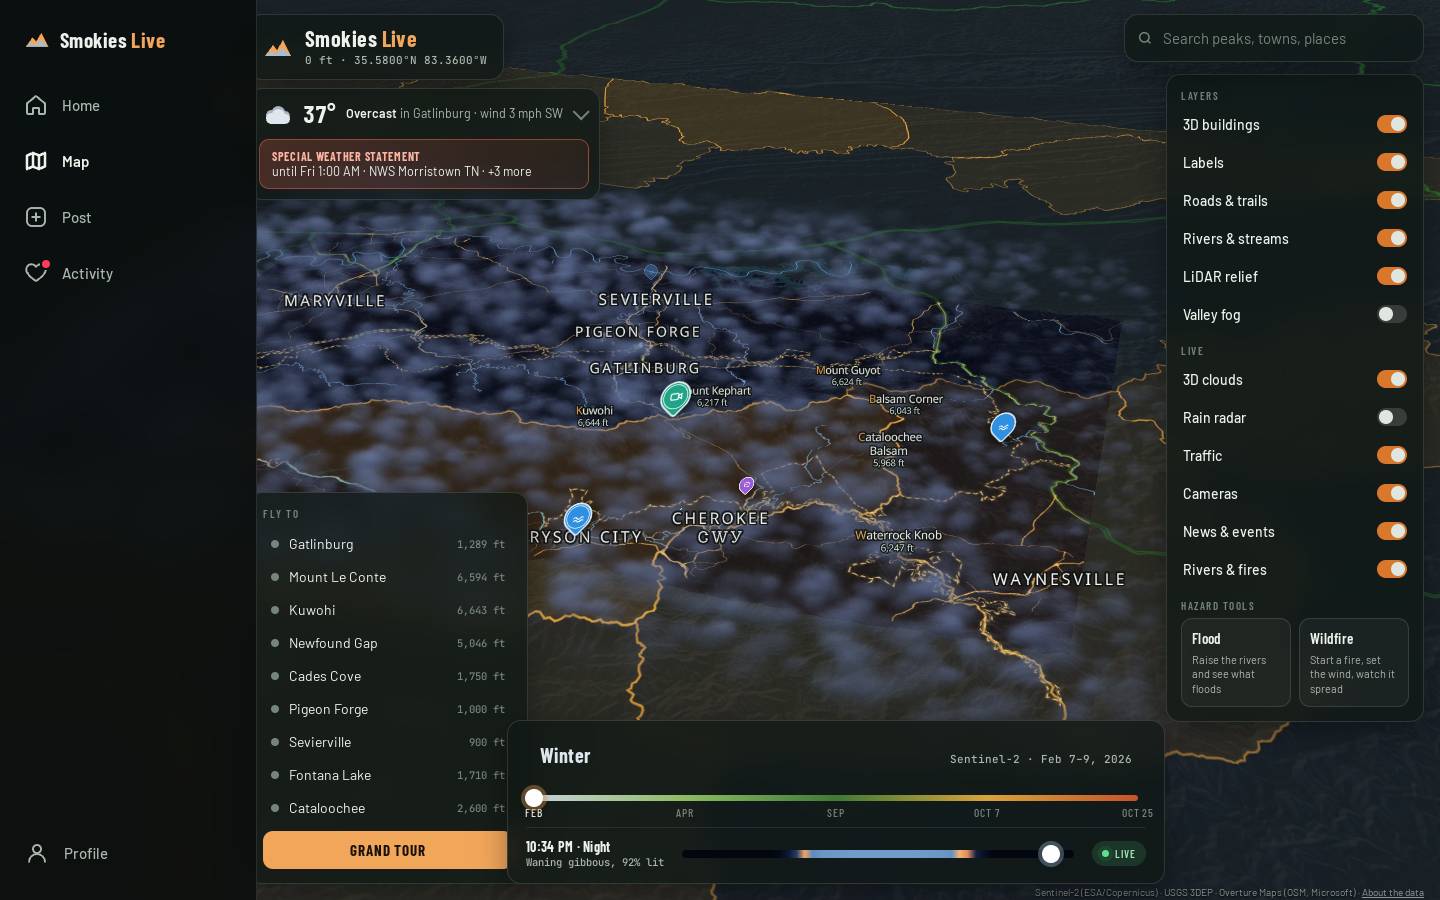 Smokies Live
Home
Map
Post
Activity
Profile
Smokies Live
0 ft · 35.5800°N 83.3600°W
37° Overcast in Gatlinburg · wind 3 mph SW
SPECIAL WEATHER STATEMENT
until Fri 1:00 AM · NWS Morristown TN · +3 more
Search peaks, towns, places
MARYVILLE
SEVIERVILLE
PIGEON FORGE
GATLINBURG
Mount Guyot
6,624 ft
unt Kephart
6,217 ft
Kuwohi
6,644 ft
Balsam Corner
6,043 ft
Cataloochee
Balsam
5,968 ft
CHEROKEE
ᏣᎳᎩ
RYSON CITY
Waterrock Knob
6,247 ft
WAYNESVILLE
FLY TO
Gatlinburg 1,289 ft
Mount Le Conte 6,594 ft
Kuwohi 6,643 ft
Newfound Gap 5,046 ft
Cades Cove 1,750 ft
Pigeon Forge 1,000 ft
Sevierville 900 ft
Fontana Lake 1,710 ft
Cataloochee 2,600 ft
GRAND TOUR
Winter
Sentinel-2 · Feb 7–9, 2026
FEB APR SEP OCT 7 OCT 25
10:34 PM · Night
Waning gibbous, 92% lit
LIVE
LAYERS
3D buildings
Labels
Roads & trails
Rivers & streams
LiDAR relief
Valley fog
LIVE
3D clouds
Rain radar
Traffic
Cameras
News & events
Rivers & fires
HAZARD TOOLS
Flood
Raise the rivers
and see what
floods
Wildfire
Start a fire, set
the wind, watch it
spread
Sentinel-2 (ESA/Copernicus) · USGS 3DEP · Overture Maps (OSM, Microsoft) · About the data